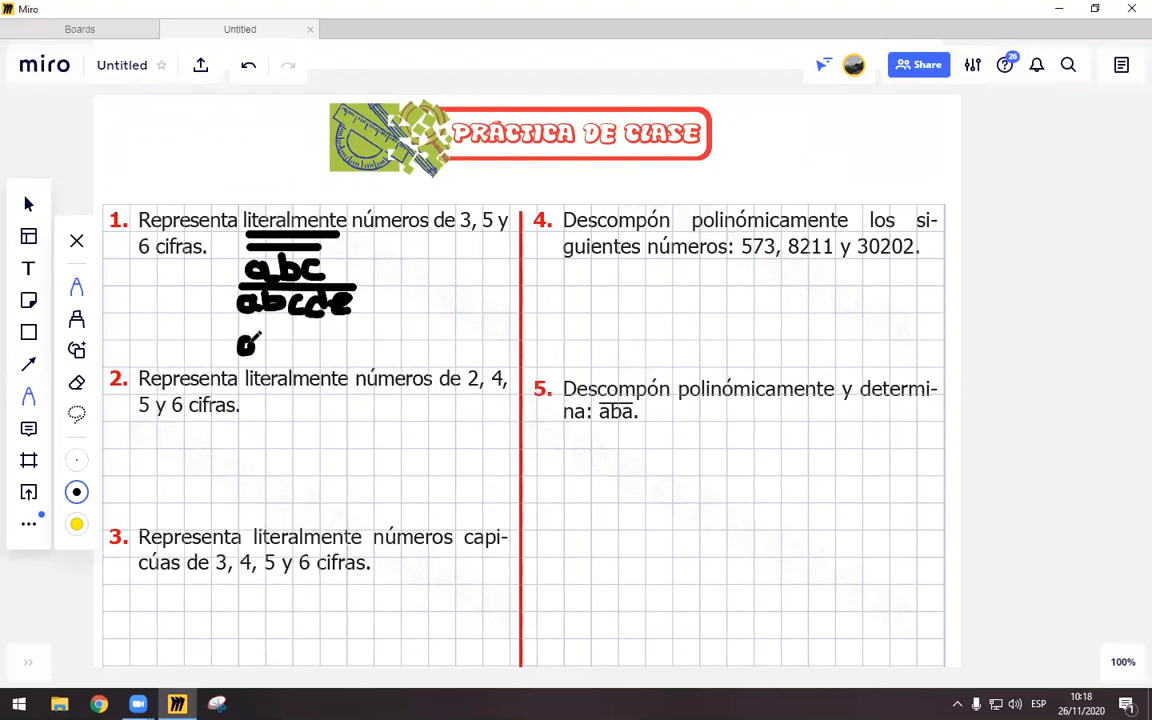 Miro
Boards
Untitled
miro
Untitled
Share
26
PRÁCTICA DE CLASE
1. Representa literalmente números de 3, 5 y
6 cifras.
abc
abcde
a
2. Representa literalmente números de 2, 4,
5 y 6 cifras.
3. Representa literalmente números capi-
cúas de 3, 4, 5 y 6 cifras.
4. Descompón polinómicamente los si-
guientes números: 573, 8211 y 30202.
5. Descompón polinómicamente y determi-
na: aba.
100%
ESP
10:18
26/11/2020